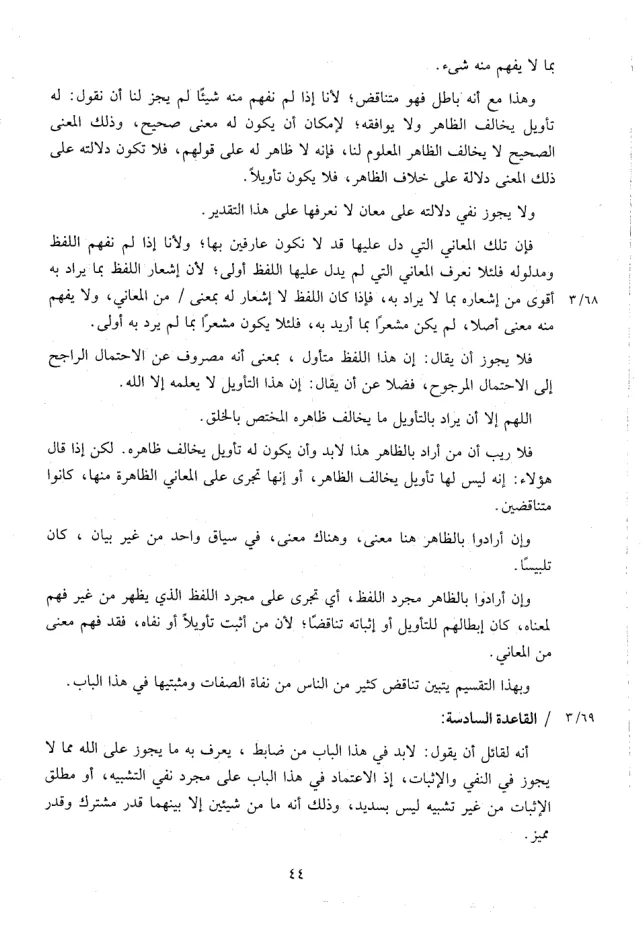 بما لا يفهم منه شىء.
وهذا مع أنه باطل فهو متناقض؛ لأنا إذا لم نفهم منه شيئًا لم يجز لنا أن نقول: له
تأويل يخالف الظاهر ولا يوافقه؛ لإمكان أن يكون له معنى صحيح، وذلك المعنى
الصحيح لا يخالف الظاهر المعلوم لنا، فإنه لا ظاهر له على قولهم، فلا تكون دلالته على
ذلك المعنى دلالة على خلاف الظاهر، فلا يكون تأويلاً.
ولا يجوز نفي دلالته على معان لا نعرفها على هذا التقدير.
فإن تلك المعاني التي دل عليها قد لا نكون عارفين بها؛ ولأنا إذا لم نفهم اللفظ
ومدلوله فلئلا نعرف المعاني التي لم يدل عليها اللفظ أولى؛ لأن إشعار اللفظ بما يراد به
٣/٦٨ أقوى من إشعاره بما لا يراد به، فإذا كان اللفظ لا إشعار له بمعنى / من المعاني، ولا يفهم
منه معنى أصلا، لم يكن مشعرًا بما أريد به، فلئلا يكون مشعرًا بما لم يرد به أولى.
فلا يجوز أن يقال: إن هذا اللفظ متأول ، بمعنى أنه مصروف عن الاحتمال الراجح
إلى الاحتمال المرجوح، فضلا عن أن يقال: إن هذا التأويل لا يعلمه إلا الله.
اللهم إلا أن يراد بالتأويل ما يخالف ظاهره المختص بالخلق.
فلا ريب أن من أراد بالظاهر هذا لابد وأن يكون له تأويل يخالف ظاهره. لكن إذا قال
هؤلاء: إنه ليس لها تأويل يخالف الظاهر، أو إنها تجرى على المعاني الظاهرة منها، كانوا
متناقضين.
وإن أرادوا بالظاهر هنا معنى، وهناك معنى، في سياق واحد من غير بيان ، كان
تلبيسًا.
وإن أرادوا بالظاهر مجرد اللفظ، أي تجرى على مجرد اللفظ الذي يظهر من غير فهم
لمعناه، كان إبطالهم للتأويل أو إثباته تناقضًا؛ لأن من أثبت تأويلاً أو نفاه، فقد فهم معنى
من المعاني.
وبهذا التقسيم يتبين تناقض كثير من الناس من نفاة الصفات ومثبتيها في هذا الباب.
٣/٦٩ / القاعدة السادسة:
أنه لقائل أن يقول: لابد في هذا الباب من ضابط ، يعرف به ما يجوز على الله مما لا
يجوز في النفي والإثبات، إذ الاعتماد في هذا الباب على مجرد نفي التشبيه، أو مطلق
الإثبات من غير تشبيه ليس بسديد، وذلك أنه ما من شيئين إلا بينهما قدر مشترك وقدر
مميز.
٤٤